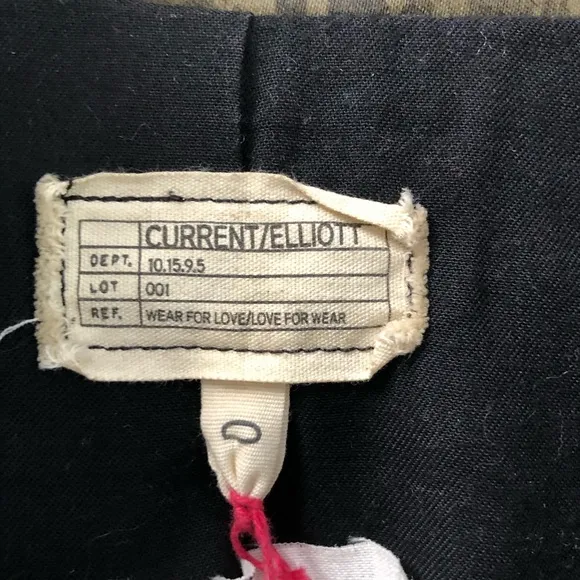 CURRENT/ELLIOTT
DEPT. 10.15.9.5
LOT 001
REF. WEAR FOR LOVE/LOVE FOR WEAR
0